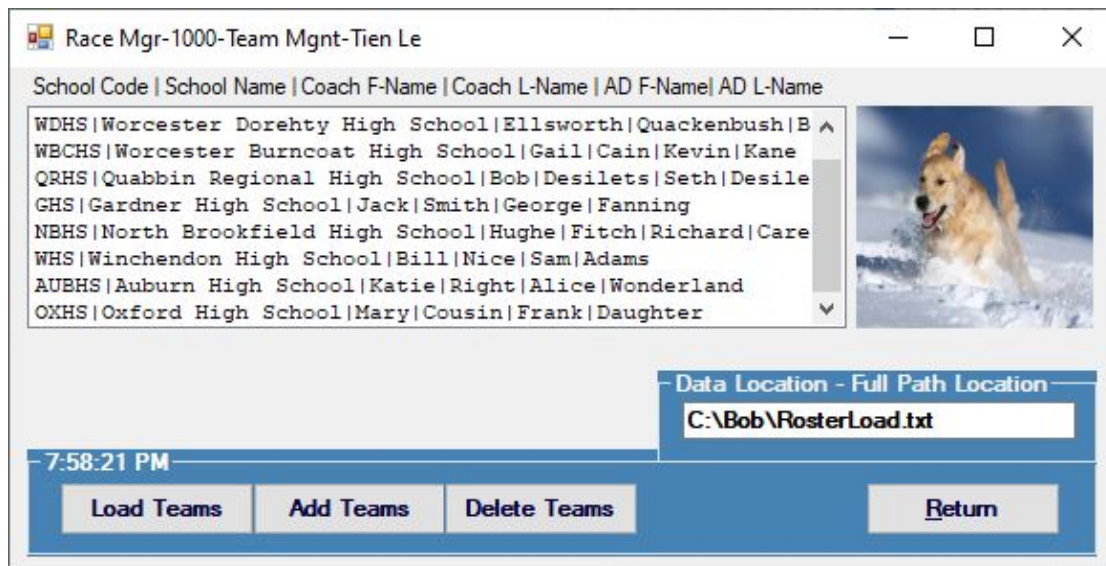 Race Mgr-1000-Team Mgnt-Tien Le
School Code | School Name | Coach F-Name | Coach L-Name | AD F-Name| AD L-Name
WDHS|Worcester Dorehty High School|Ellsworth|Quackenbush|B
WBCHS|Worcester Burncoat High School|Gail|Cain|Kevin|Kane
QRHS|Quabbin Regional High School|Bob|Desilets|Seth|Desile
GHS|Gardner High School|Jack|Smith|George|Fanning
NBHS|North Brookfield High School|Hughe|Fitch|Richard|Care
WHS|Winchendon High School|Bill|Nice|Sam|Adams
AUBHS|Auburn High School|Katie|Right|Alice|Wonderland
OXHS|Oxford High School|Mary|Cousin|Frank|Daughter
Data Location - Full Path Location
C:\Bob\RosterLoad.txt
7:58:21 PM
Load Teams Add Teams Delete Teams Return